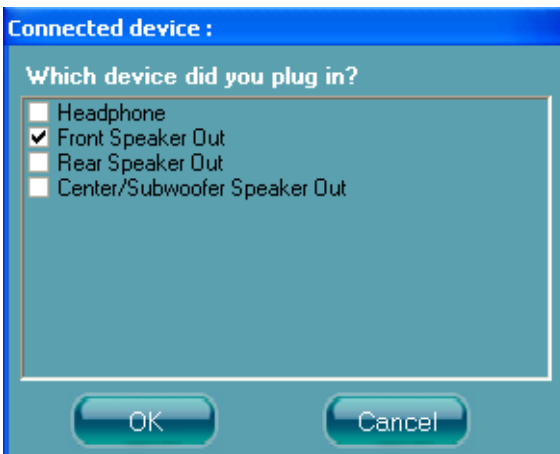 Connected device :
Which device did you plug in?
Headphone
Front Speaker Out
Rear Speaker Out
Center/Subwoofer Speaker Out
OK
Cancel